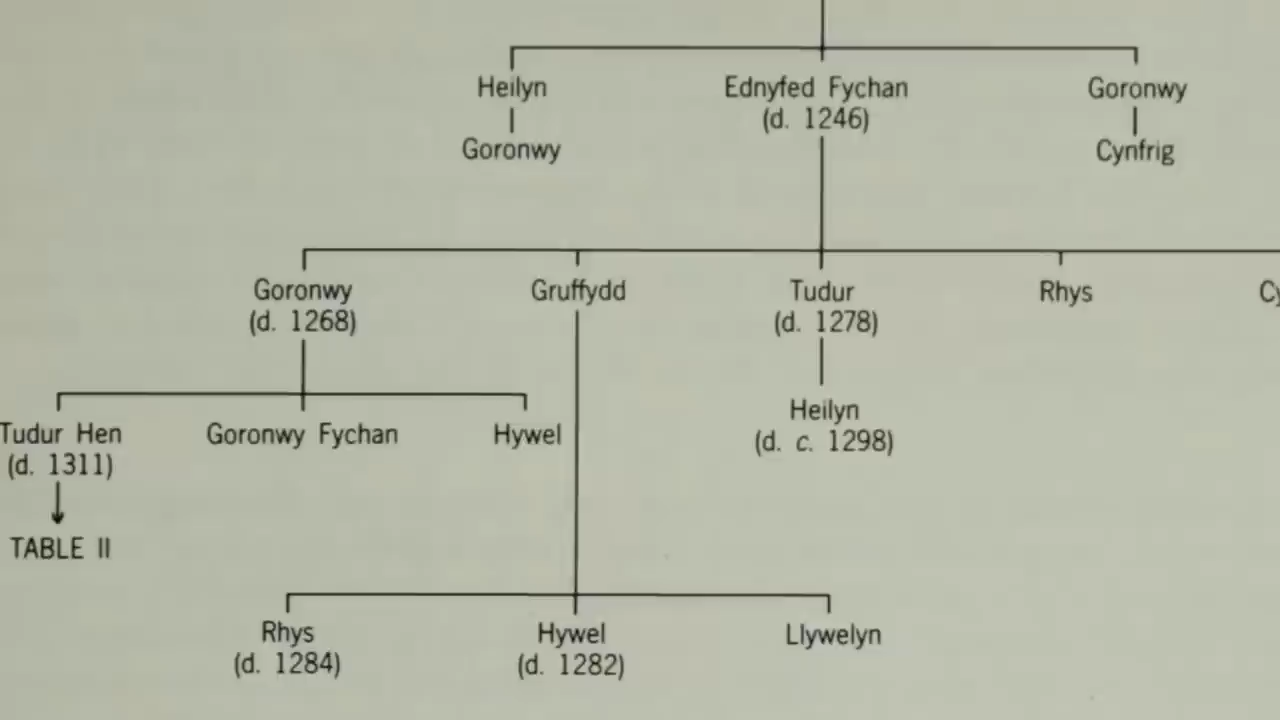 Heilyn Ednyfed Fychan Goronwy
(d. 1246)
Goronwy Cynfrig
Goronwy Gruffydd Tudur Rhys
(d. 1268) (d. 1278)
Heilyn
Tudur Hen Goronwy Fychan Hywel
(d. c. 1298)
(d. 1311)
TABLE II
Rhys Hywel Llywelyn
(d. 1284) (d. 1282)